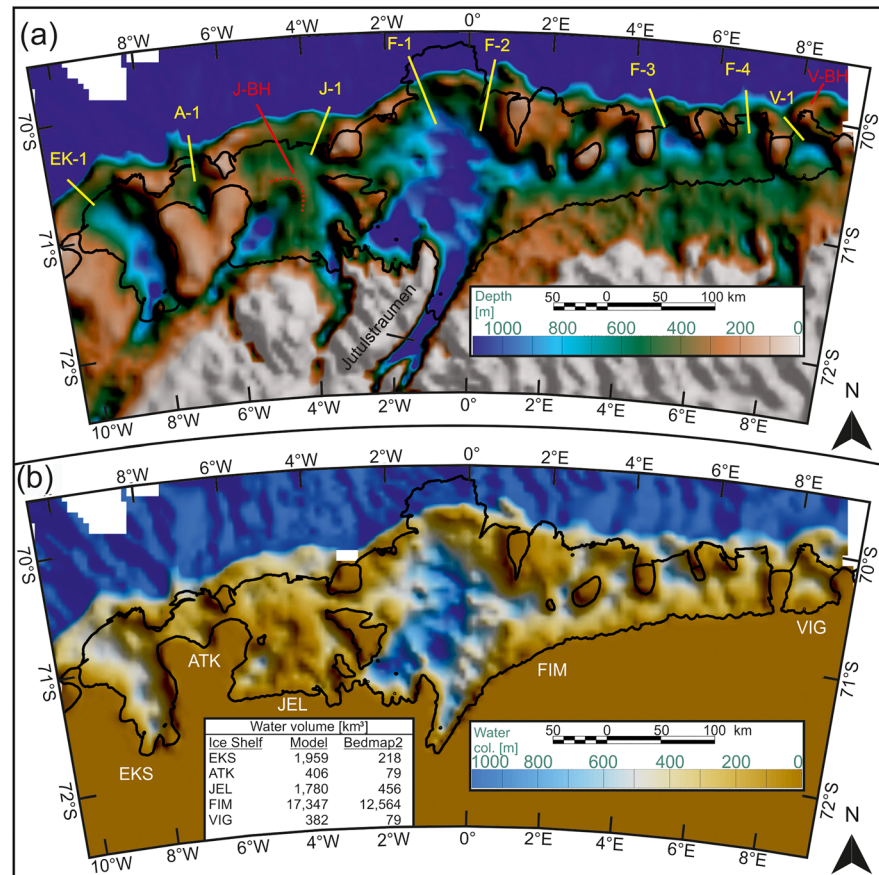 (a)
8°W 6°W 4°W 2°W 0° 2°E 4°E 6°E 8°E
F-1 F-2
F-3 F-4 V-BH
A-1 J-BH J-1 V-1
EK-1
70°S 70°S
71°S 71°S
72°S 72°S
Jutulstraumen
Depth
[m]
50 0 50 100 km
1000 800 600 400 200 0
10°W 8°W 6°W 4°W 2°W 0° 2°E 4°E 6°E 8°E
N
(b)
8°W 6°W 4°W 2°W 0° 2°E 4°E 6°E 8°E
70°S 70°S
71°S 71°S
72°S 72°S
VIG
ATK
FIM
JEL
EKS
Water volume [km³]
Ice Shelf Model Bedmap2
EKS 1,959 218
ATK 406 79
JEL 1,780 456
FIM 17,347 12,564
VIG 382 79
Water
col. [m]
50 0 50 100 km
1000 800 600 400 200 0
10°W 8°W 6°W 4°W 2°W 0° 2°E 4°E 6°E 8°E
N